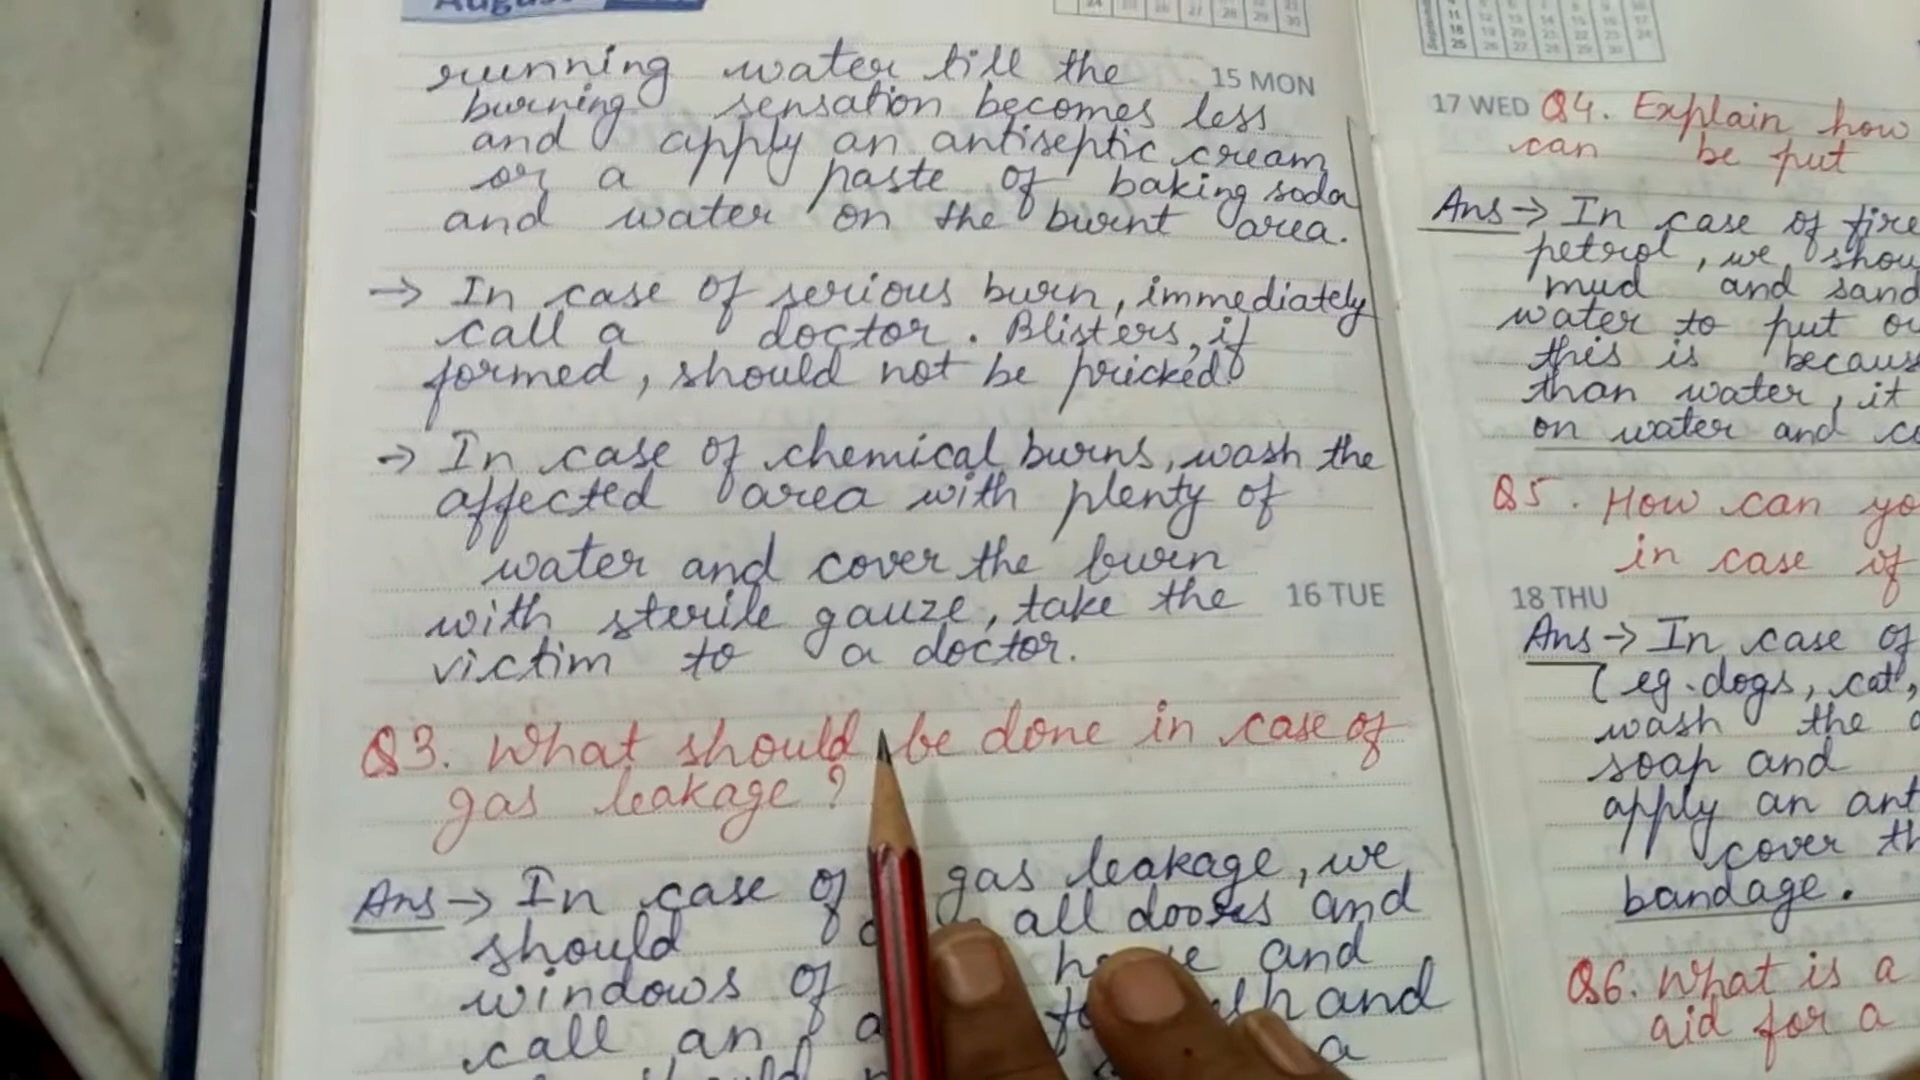 August
running water till the
15 MON
burning sensation becomes less
and apply an antiseptic cream
or a paste of baking soda
and water on the burnt area.
→ In case of serious burn, immediately
call a doctor. Blisters, if
formed, should not be pricked.
→ In case of chemical burns, wash the
affected area with plenty of
water and cover the burn
16 TUE
with sterile gauze, take the
victim to a doctor.
Q3. What should be done in case of
gas leakage?
Ans → In case of gas leakage, we
should all doors and
windows of and
call an and
a
17 WED Q4. Explain how
can be put
Ans → In case of fire
petrol, we
mud and sand
water to put
this is
than water, it
on water and
Q5. How can
in case of
18 THU
Ans → In case of
(eg. dogs, cat,
wash the
soap and
apply an
cover
bandage.
Q6. What is a
aid for a